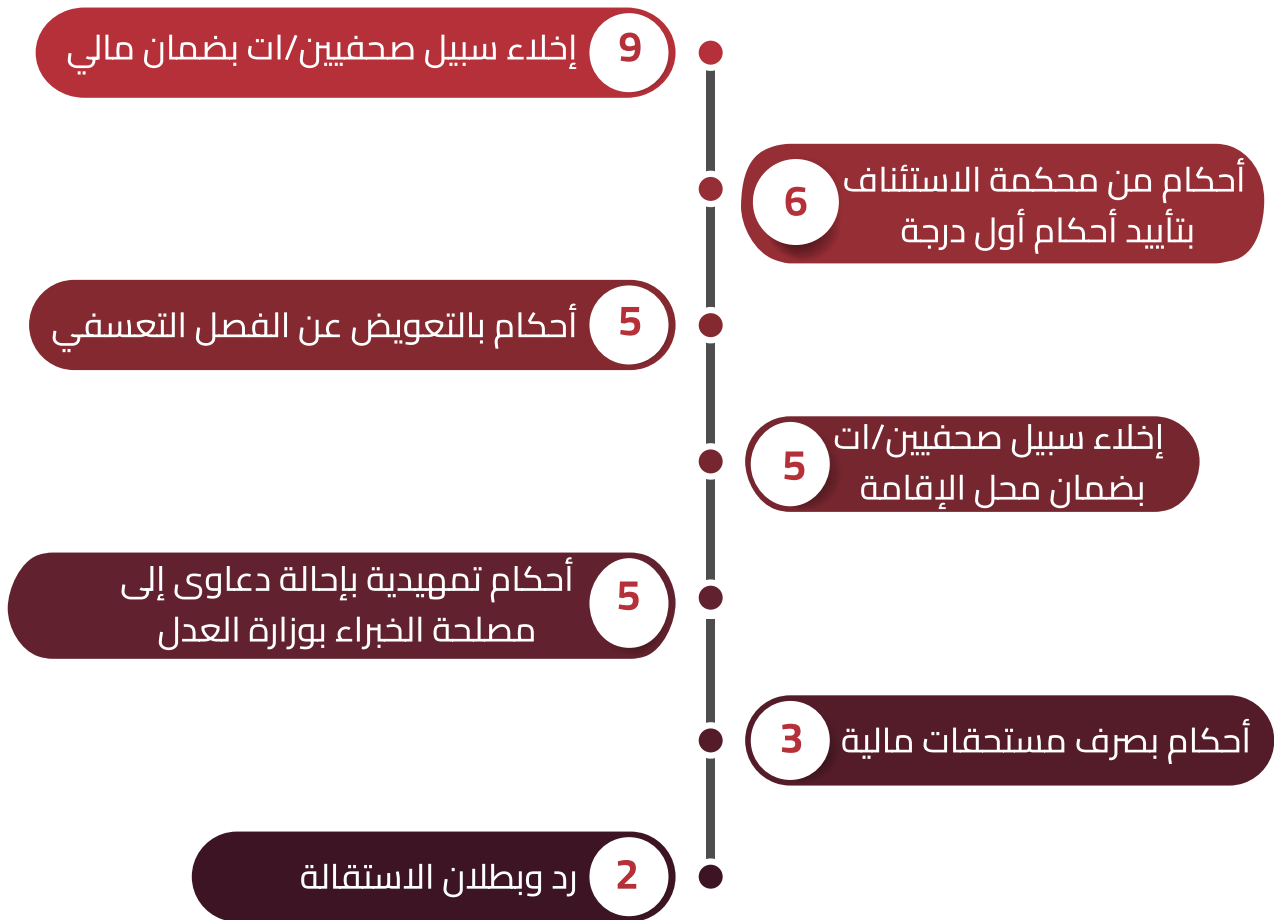 9
إخلاء سبيل صحفيين/ات بضمان مالي
6
أحكام من محكمة الاستئناف
بتأييد أحكام أول درجة
5
أحكام بالتعويض عن الفصل التعسفي
5
إخلاء سبيل صحفيين/ات
بضمان محل الإقامة
5
أحكام تمهيدية بإحالة دعاوى إلى
مصلحة الخبراء بوزارة العدل
3
أحكام بصرف مستحقات مالية
2
رد وبطلان الاستقالة